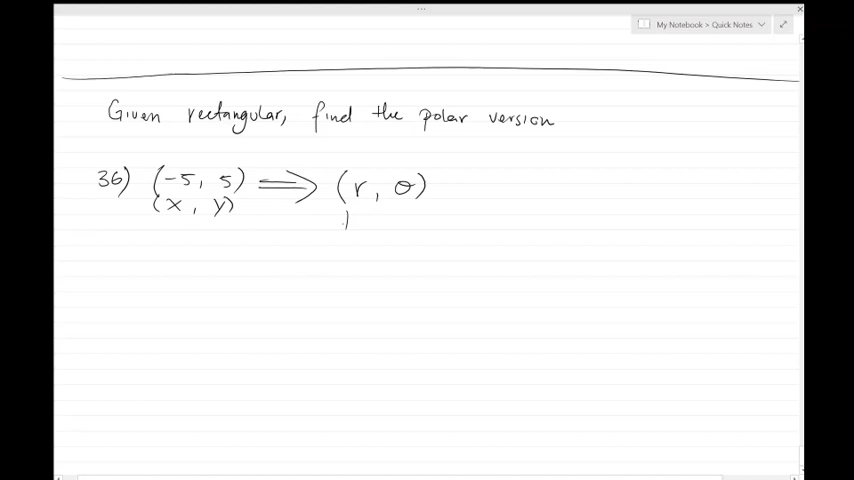 My Notebook > Quick Notes
Given rectangular, find the polar version
36) (-5, 5) ⟹ (r, θ)
(x, y)